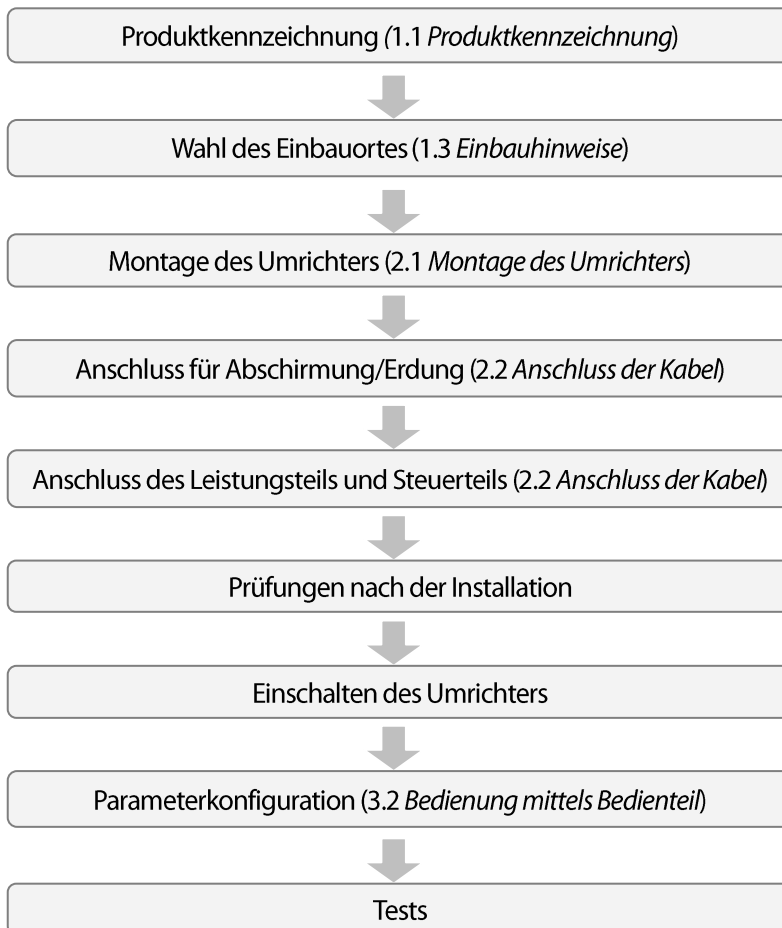 Produktkennzeichnung (1.1 Produktkennzeichnung)
Wahl des Einbauortes (1.3 Einbauhinweise)
Montage des Umrichters (2.1 Montage des Umrichters)
Anschluss für Abschirmung/Erdung (2.2 Anschluss der Kabel)
Anschluss des Leistungsteils und Steuerteils (2.2 Anschluss der Kabel)
Prüfungen nach der Installation
Einschalten des Umrichters
Parameterkonfiguration (3.2 Bedienung mittels Bedienteil)
Tests